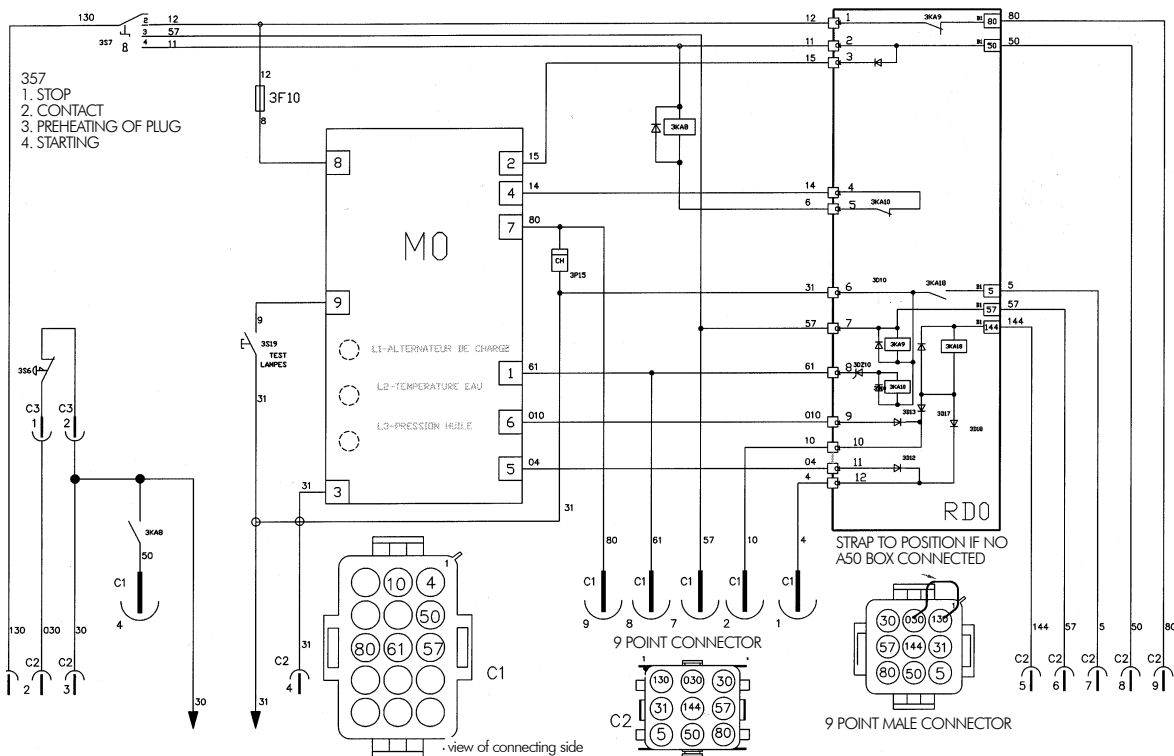 130
3S7
8
2
3
4
12
57
11
357
1. STOP
2. CONTACT
3. PREHEATING OF PLUG
4. STARTING
12
3F10
8
8
M0
2
15
4
14
7
80
CH
3P15
9
9
3S19
TEST
LAMPES
31
L1-ALTERNATEUR DE CHARGE
L2-TEMPERATURE EAU
L3-PRESSION HUILE
1
61
6
010
5
04
3
31
31
3KA8
12
1
11
2
15
3
14
4
6
5
31
6
57
7
61
8
010
9
10
10
04
11
4
12
3KA9
3KA10
3D10
3KA18
3KA9
3KA18
3DZ10
3KA10
3D13
3D17
3D18
3D12
80
80
50
50
5
5
57
57
144
144
RD0
3S6
C3
1
C3
2
3KA8
50
C1
4
130
030
30
C2
2
C2
3
30
31
31
C2
4
1
10
4
50
80
61
57
C1
view of connecting side
80
61
57
10
4
C1
9
C1
8
C1
7
C1
2
C1
1
9 POINT CONNECTOR
130
030
30
31
144
57
5
50
80
C2
STRAP TO POSITION IF NO
A50 BOX CONNECTED
1
30
030
130
57
144
31
80
50
5
9 POINT MALE CONNECTOR
144
57
5
50
80
C2
5
C2
6
C2
7
C2
8
C2
9